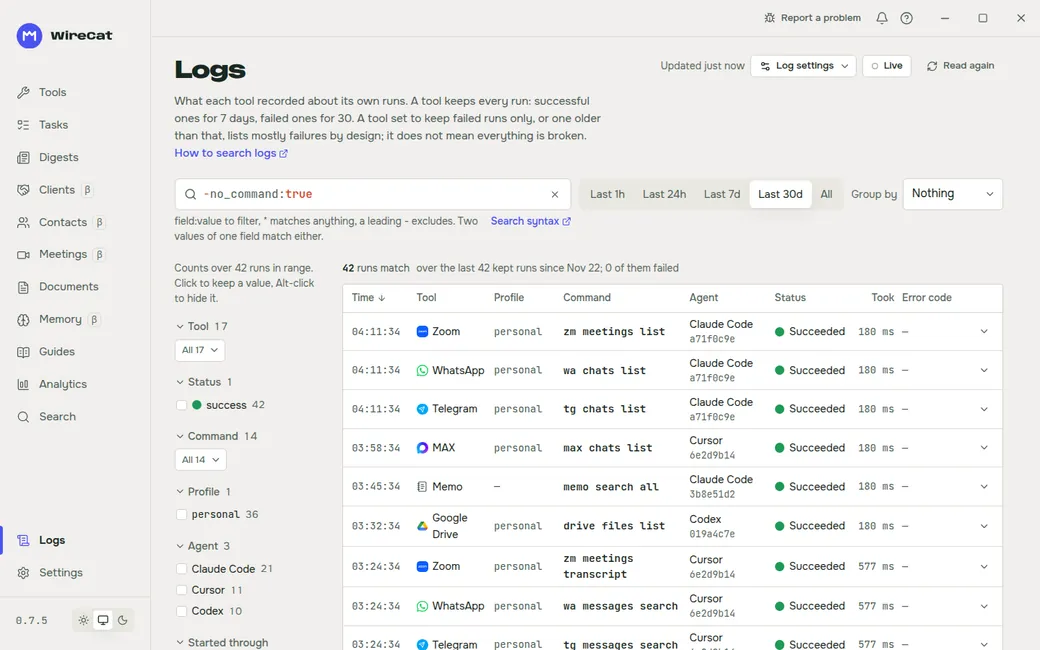 wirecat
Report a problem
Tools
Tasks
Digests
Clients β
Contacts β
Meetings β
Documents
Memory β
Guides
Analytics
Search
Logs
Settings
0.7.5
Logs
Updated just now
Log settings
Live
Read again
What each tool recorded about its own runs. A tool keeps every run: successful
ones for 7 days, failed ones for 30. A tool set to keep failed runs only, or one older
than that, lists mostly failures by design; it does not mean everything is broken.
How to search logs
-no_command:true
Last 1h Last 24h Last 7d Last 30d All
Group by Nothing
field:value to filter, * matches anything, a leading - excludes. Two
values of one field match either.
Search syntax
Counts over 42 runs in range.
Click to keep a value, Alt-click
to hide it.
Tool 17
All 17
Status 1
success 42
Command 14
All 14
Profile 1
personal 36
Agent 3
Claude Code 21
Cursor 11
Codex 10
Started through
42 runs match over the last 42 kept runs since Nov 22; 0 of them failed
Time ↓ Tool Profile Command Agent Status Took Error code
04:11:34 Zoom personal zm meetings list Claude Code a71f0c9e Succeeded 180 ms —
04:11:34 WhatsApp personal wa chats list Claude Code a71f0c9e Succeeded 180 ms —
04:11:34 Telegram personal tg chats list Claude Code a71f0c9e Succeeded 180 ms —
03:58:34 MAX personal max chats list Cursor 6e2d9b14 Succeeded 180 ms —
03:45:34 Memo — memo search all Claude Code 3b8e51d2 Succeeded 180 ms —
03:32:34 Google Drive personal drive files list Codex 019a4c7e Succeeded 180 ms —
03:24:34 Zoom personal zm meetings transcript Cursor 6e2d9b14 Succeeded 577 ms —
03:24:34 WhatsApp personal wa messages search Cursor 6e2d9b14 Succeeded 577 ms —
03:24:34 Telegram personal tg messages search Cursor Succeeded 577 ms —